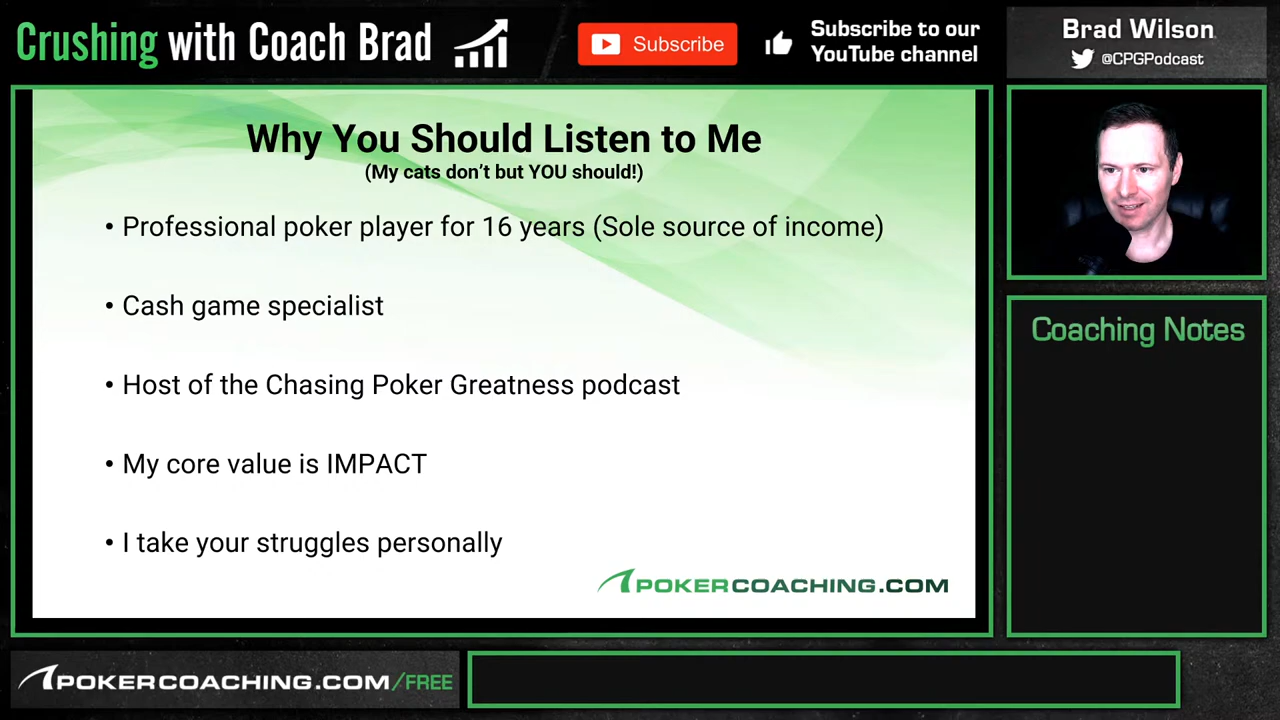 Crushing with Coach Brad
Subscribe
Subscribe to our
YouTube channel
Brad Wilson
@CPGPodcast
Why You Should Listen to Me
(My cats don't but YOU should!)
• Professional poker player for 16 years (Sole source of income)
• Cash game specialist
• Host of the Chasing Poker Greatness podcast
• My core value is IMPACT
• I take your struggles personally
POKERCOACHING.COM
Coaching Notes
POKERCOACHING.COM/FREE